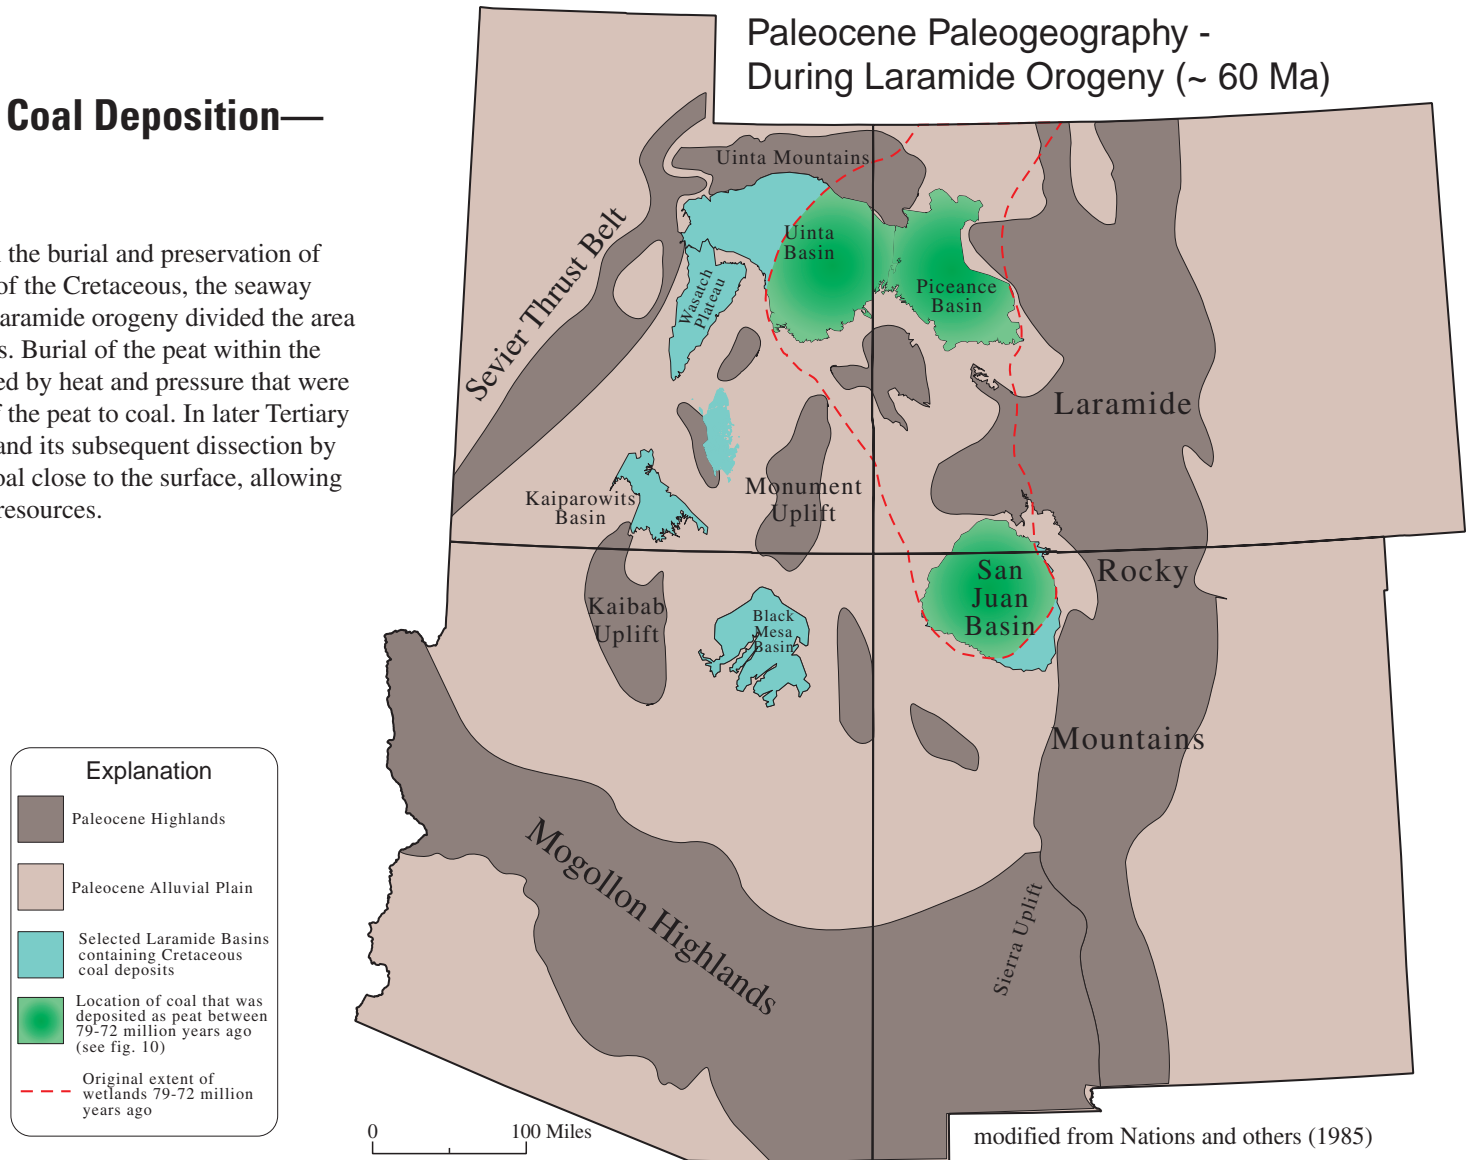 Paleocene Paleogeography -
During Laramide Orogeny (~ 60 Ma)
Coal Deposition—
the burial and preservation of
of the Cretaceous, the seaway
aramide orogeny divided the area
s. Burial of the peat within the
ed by heat and pressure that were
f the peat to coal. In later Tertiary
and its subsequent dissection by
oal close to the surface, allowing
resources.
Uinta Mountains
Sevier Thrust Belt
Uinta
Basin
Wasatch
Plateau
Piceance
Basin
Laramide
Monument
Uplift
Kaiparowits
Basin
San
Juan
Basin
Rocky
Kaibab
Uplift
Black
Mesa
Basin
Mountains
Mogollon Highlands
Sierra Uplift
Explanation
Paleocene Highlands
Paleocene Alluvial Plain
Selected Laramide Basins
containing Cretaceous
coal deposits
Location of coal that was
deposited as peat between
79-72 million years ago
(see fig. 10)
Original extent of
wetlands 79-72 million
years ago
0 100 Miles
modified from Nations and others (1985)